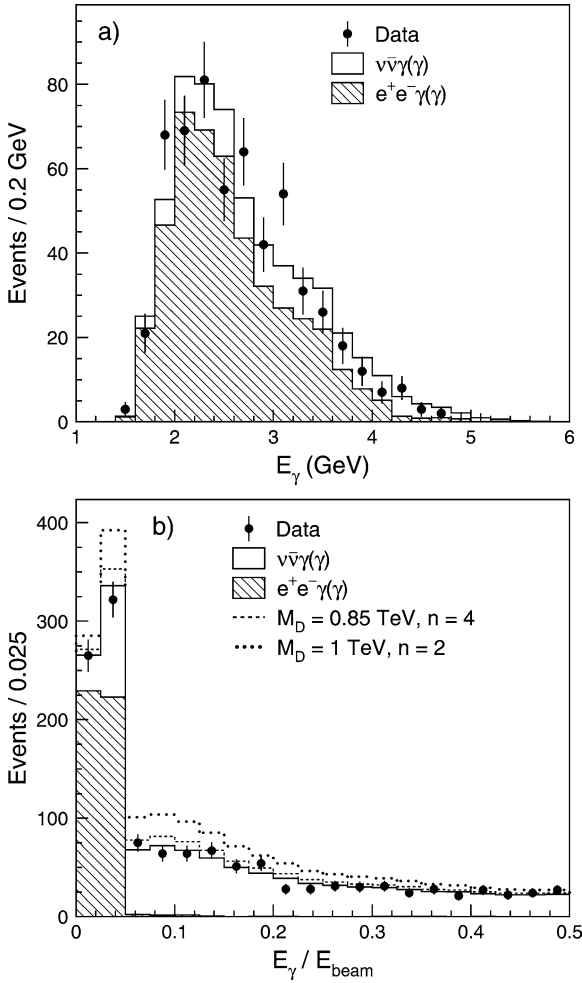 a)
Data
νν̄γ(γ)
e⁺e⁻γ(γ)
Events / 0.2 GeV
80
60
40
20
0
1 2 3 4 5 6
Eγ (GeV)
b)
Data
νν̄γ(γ)
e⁺e⁻γ(γ)
M_D = 0.85 TeV, n = 4
M_D = 1 TeV, n = 2
Events / 0.025
400
300
200
100
0
0 0.1 0.2 0.3 0.4 0.5
Eγ / E_beam